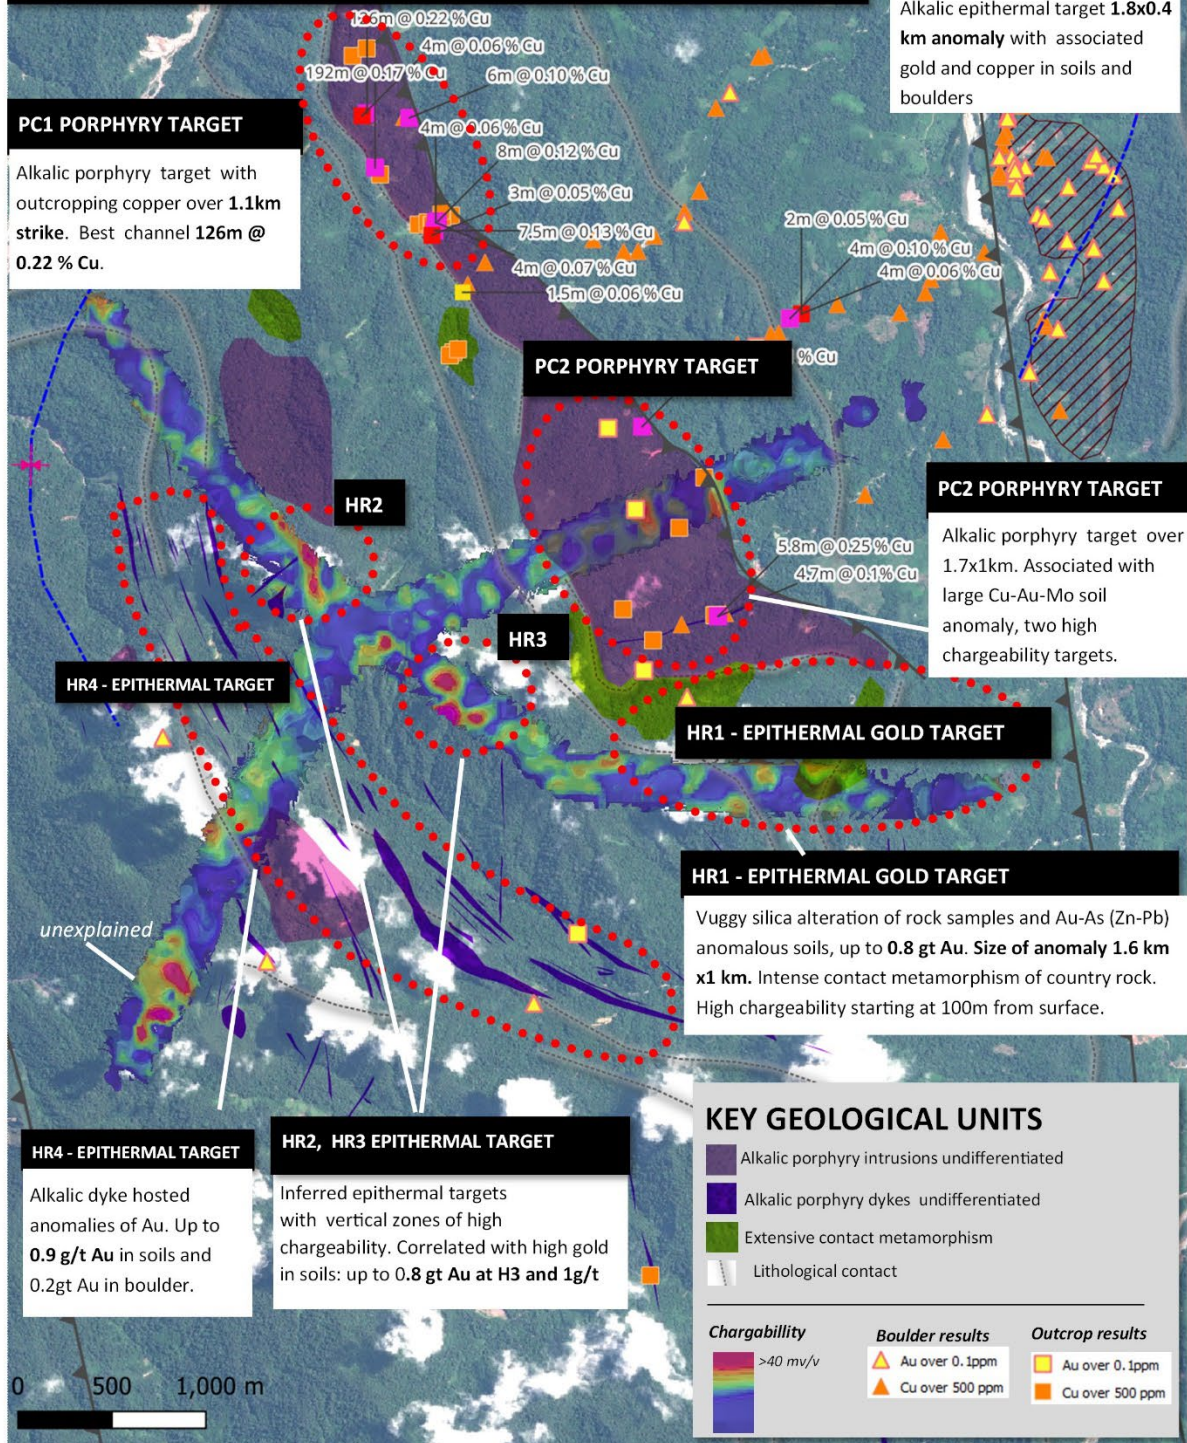 Alkalic epithermal target 1.8x0.4
km anomaly with associated
gold and copper in soils and
boulders
126m @ 0.22 % Cu
4m @ 0.06 % Cu
192m @ 0.17 % Cu
6m @ 0.10 % Cu
4m @ 0.06 % Cu
8m @ 0.12 % Cu
3m @ 0.05 % Cu
7.5m @ 0.13 % Cu
4m @ 0.07 % Cu
1.5m @ 0.06 % Cu
2m @ 0.05 % Cu
4m @ 0.10 % Cu
4m @ 0.06 % Cu
% Cu
PC1 PORPHYRY TARGET
Alkalic porphyry target with
outcropping copper over 1.1km
strike. Best channel 126m @
0.22 % Cu.
PC2 PORPHYRY TARGET
HR2
PC2 PORPHYRY TARGET
Alkalic porphyry target over
1.7x1km. Associated with
large Cu-Au-Mo soil
anomaly, two high
chargeability targets.
5.8m @ 0.25 % Cu
4.7m @ 0.1% Cu
HR3
HR4 - EPITHERMAL TARGET
HR1 - EPITHERMAL GOLD TARGET
HR1 - EPITHERMAL GOLD TARGET
Vuggy silica alteration of rock samples and Au-As (Zn-Pb)
anomalous soils, up to 0.8 gt Au. Size of anomaly 1.6 km
x1 km. Intense contact metamorphism of country rock.
High chargeability starting at 100m from surface.
unexplained
HR4 - EPITHERMAL TARGET
Alkalic dyke hosted
anomalies of Au. Up to
0.9 g/t Au in soils and
0.2gt Au in boulder.
HR2, HR3 EPITHERMAL TARGET
Inferred epithermal targets
with vertical zones of high
chargeability. Correlated with high gold
in soils: up to 0.8 gt Au at H3 and 1g/t
KEY GEOLOGICAL UNITS
Alkalic porphyry intrusions undifferentiated
Alkalic porphyry dykes undifferentiated
Extensive contact metamorphism
Lithological contact
Chargabillity
>40 mv/v
Boulder results
Au over 0.1ppm
Cu over 500 ppm
Outcrop results
Au over 0.1ppm
Cu over 500 ppm
0 500 1,000 m